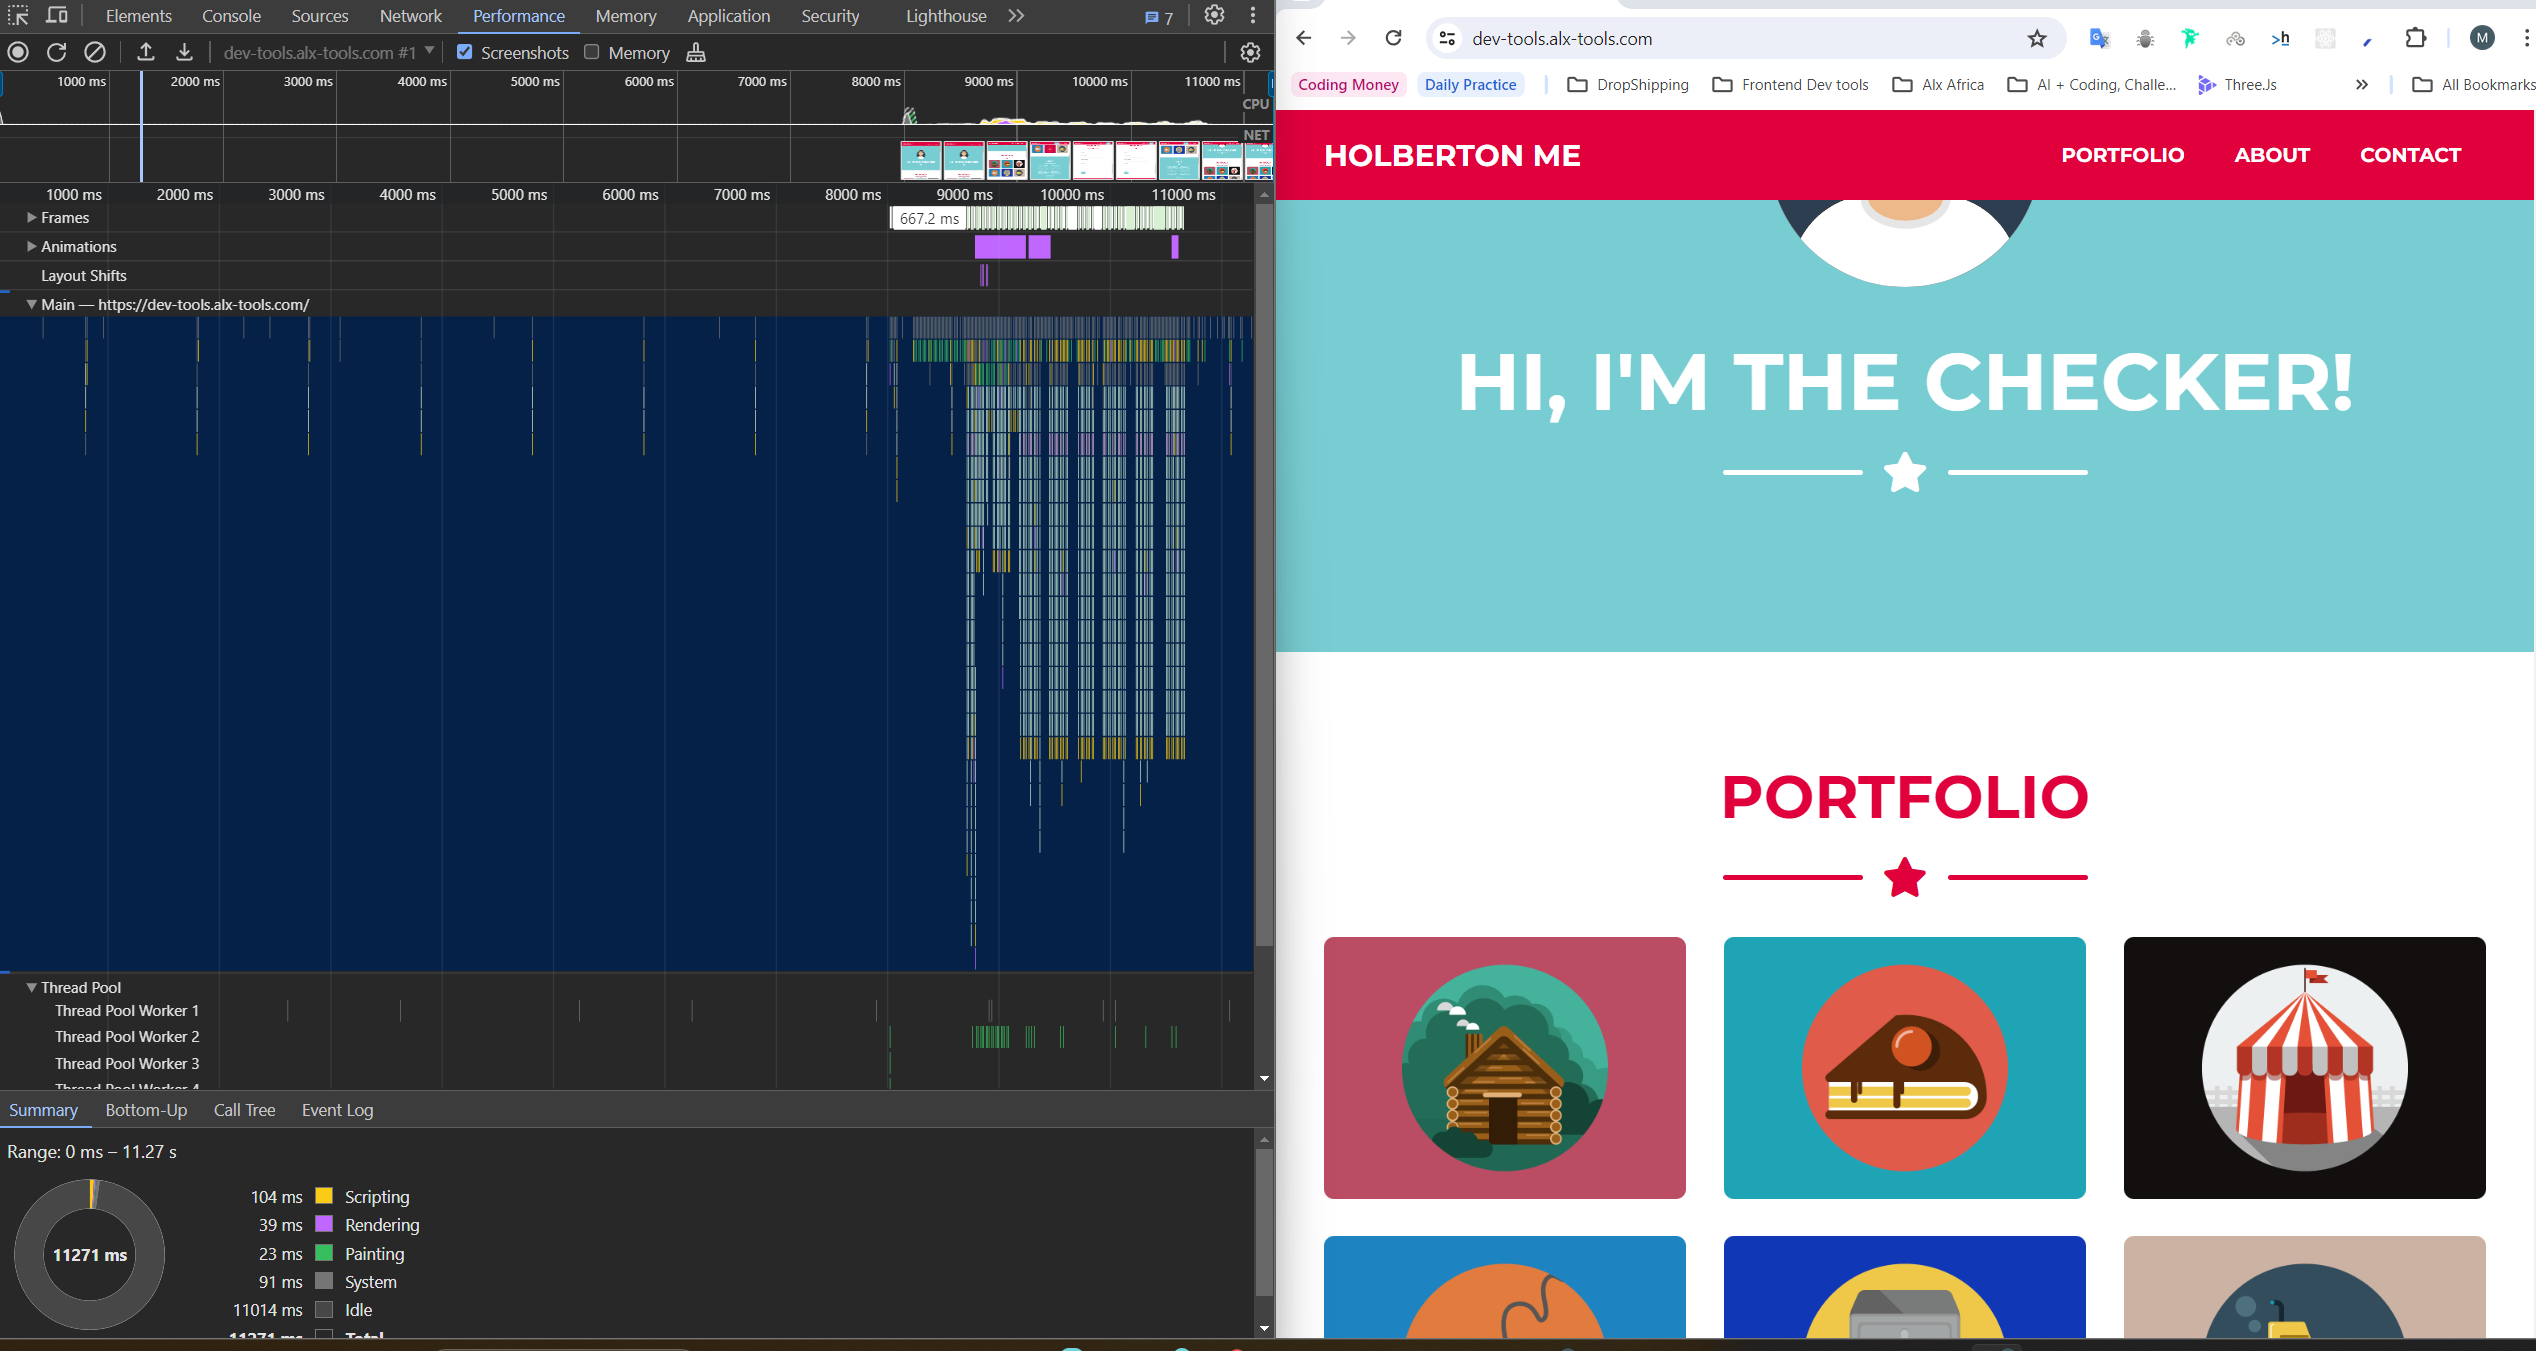 Elements Console Sources Network Performance Memory Application Security Lighthouse 7
dev-tools.alx-tools.com #1 Screenshots Memory
1000 ms 2000 ms 3000 ms 4000 ms 5000 ms 6000 ms 7000 ms 8000 ms 9000 ms 10000 ms 11000 ms
CPU
NET
1000 ms 2000 ms 3000 ms 4000 ms 5000 ms 6000 ms 7000 ms 8000 ms 9000 ms 10000 ms 11000 ms
Frames 667.2 ms
Animations
Layout Shifts
Main — https://dev-tools.alx-tools.com/
Thread Pool
Thread Pool Worker 1
Thread Pool Worker 2
Thread Pool Worker 3
Thread Pool Worker 4
Summary Bottom-Up Call Tree Event Log
Range: 0 ms – 11.27 s
11271 ms
104 ms Scripting
39 ms Rendering
23 ms Painting
91 ms System
11014 ms Idle
11271 ms Total
dev-tools.alx-tools.com
M
Coding Money Daily Practice DropShipping Frontend Dev tools Alx Africa AI + Coding, Challe... Three.Js » All Bookmarks
HOLBERTON ME PORTFOLIO ABOUT CONTACT
HI, I'M THE CHECKER!
PORTFOLIO